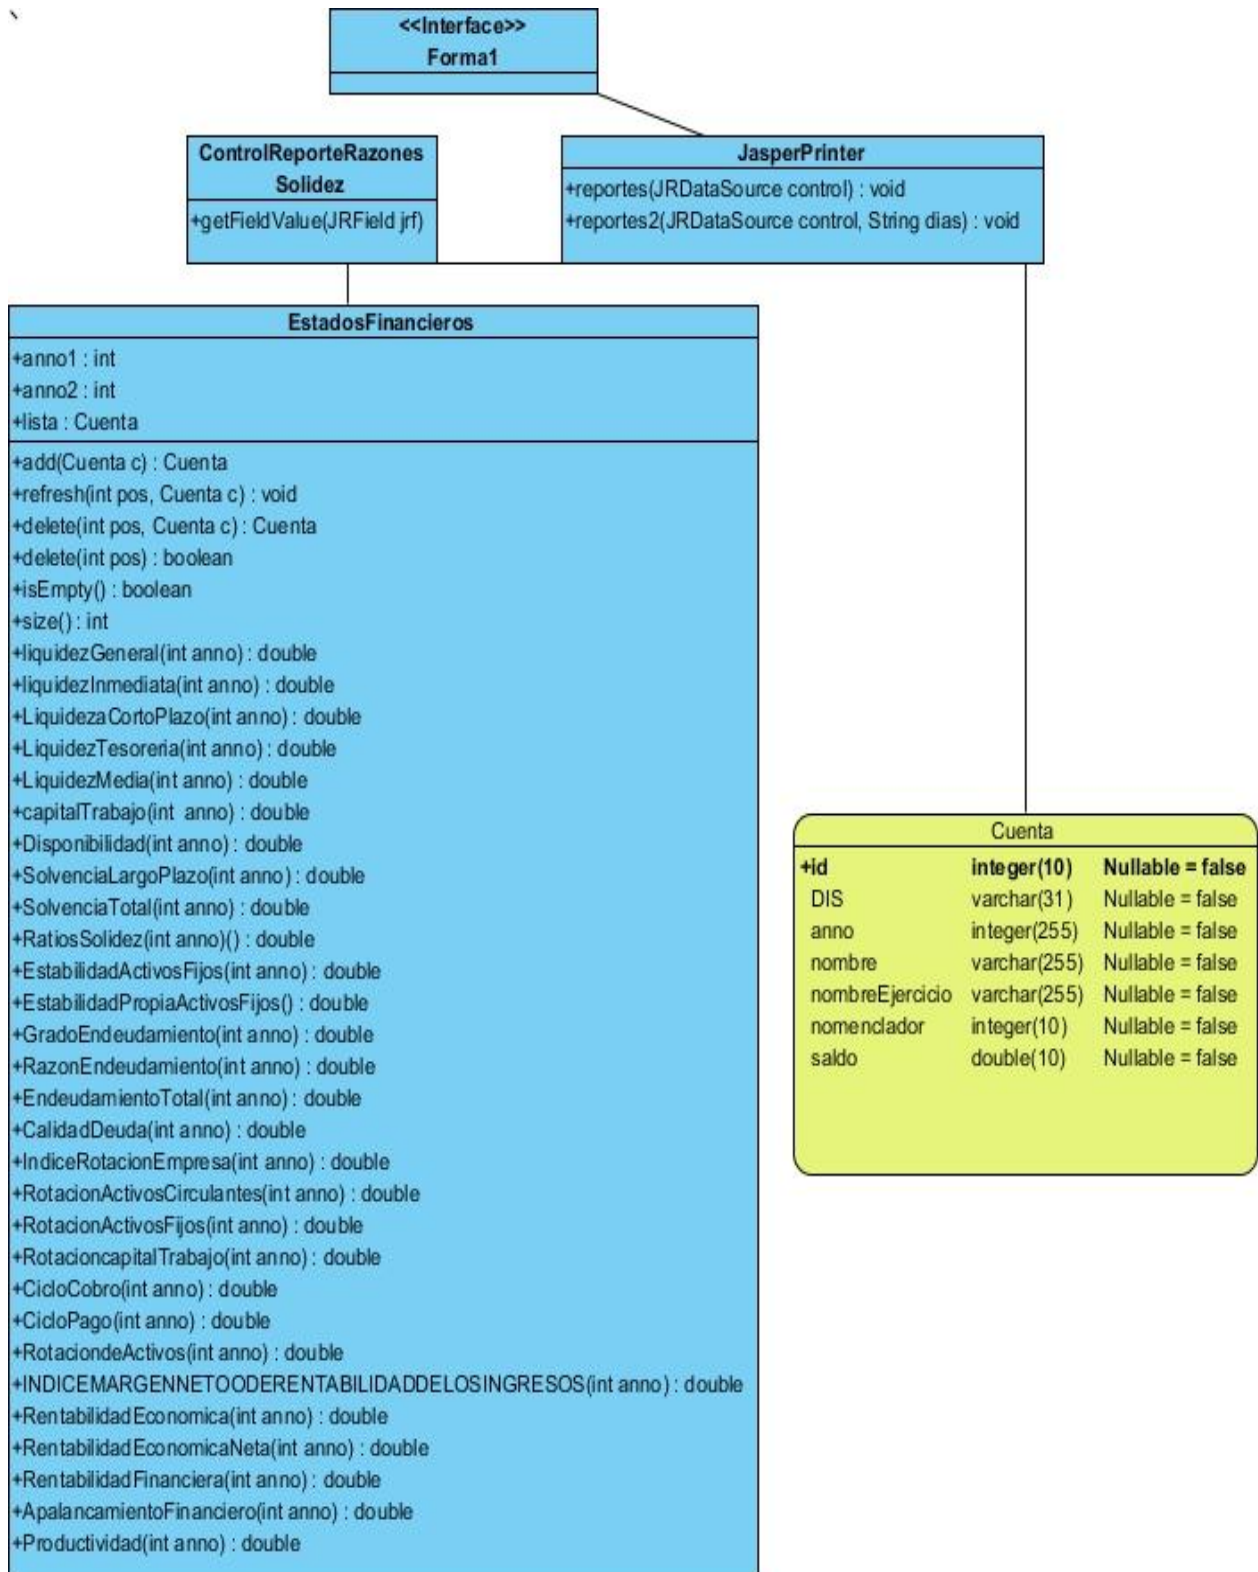 <<Interface>>
Forma1
ControlReporteRazones
Solidez
+getFieldValue(JRField jrf)
JasperPrinter
+reportes(JRDataSource control) : void
+reportes2(JRDataSource control, String dias) : void
EstadosFinancieros
+anno1 : int
+anno2 : int
+lista : Cuenta
+add(Cuenta c) : Cuenta
+refresh(int pos, Cuenta c) : void
+delete(int pos, Cuenta c) : Cuenta
+delete(int pos) : boolean
+isEmpty() : boolean
+size() : int
+liquidezGeneral(int anno) : double
+liquidezInmediata(int anno) : double
+LiquidezaCortoPlazo(int anno) : double
+LiquidezTesoreria(int anno) : double
+LiquidezMedia(int anno) : double
+capitalTrabajo(int anno) : double
+Disponibilidad(int anno) : double
+SolvenciaLargoPlazo(int anno) : double
+SolvenciaTotal(int anno) : double
+RatiosSolidez(int anno)() : double
+EstabilidadActivosFijos(int anno) : double
+EstabilidadPropiaActivosFijos() : double
+GradoEndeudamiento(int anno) : double
+RazonEndeudamiento(int anno) : double
+EndeudamientoTotal(int anno) : double
+CalidadDeuda(int anno) : double
+IndiceRotacionEmpresa(int anno) : double
+RotacionActivosCirculantes(int anno) : double
+RotacionActivosFijos(int anno) : double
+RotacioncapitalTrabajo(int anno) : double
+CicloCobro(int anno) : double
+CicloPago(int anno) : double
+RotaciondeActivos(int anno) : double
+INDICEMARGENNETOODERENTABILIDADDELOSINGRESOS(int anno) : double
+RentabilidadEconomica(int anno) : double
+RentabilidadEconomicaNeta(int anno) : double
+RentabilidadFinanciera(int anno) : double
+ApalancamientoFinanciero(int anno) : double
+Productividad(int anno) : double
Cuenta
+id integer(10) Nullable = false
DIS varchar(31) Nullable = false
anno integer(255) Nullable = false
nombre varchar(255) Nullable = false
nombreEjercicio varchar(255) Nullable = false
nomenclador integer(10) Nullable = false
saldo double(10) Nullable = false